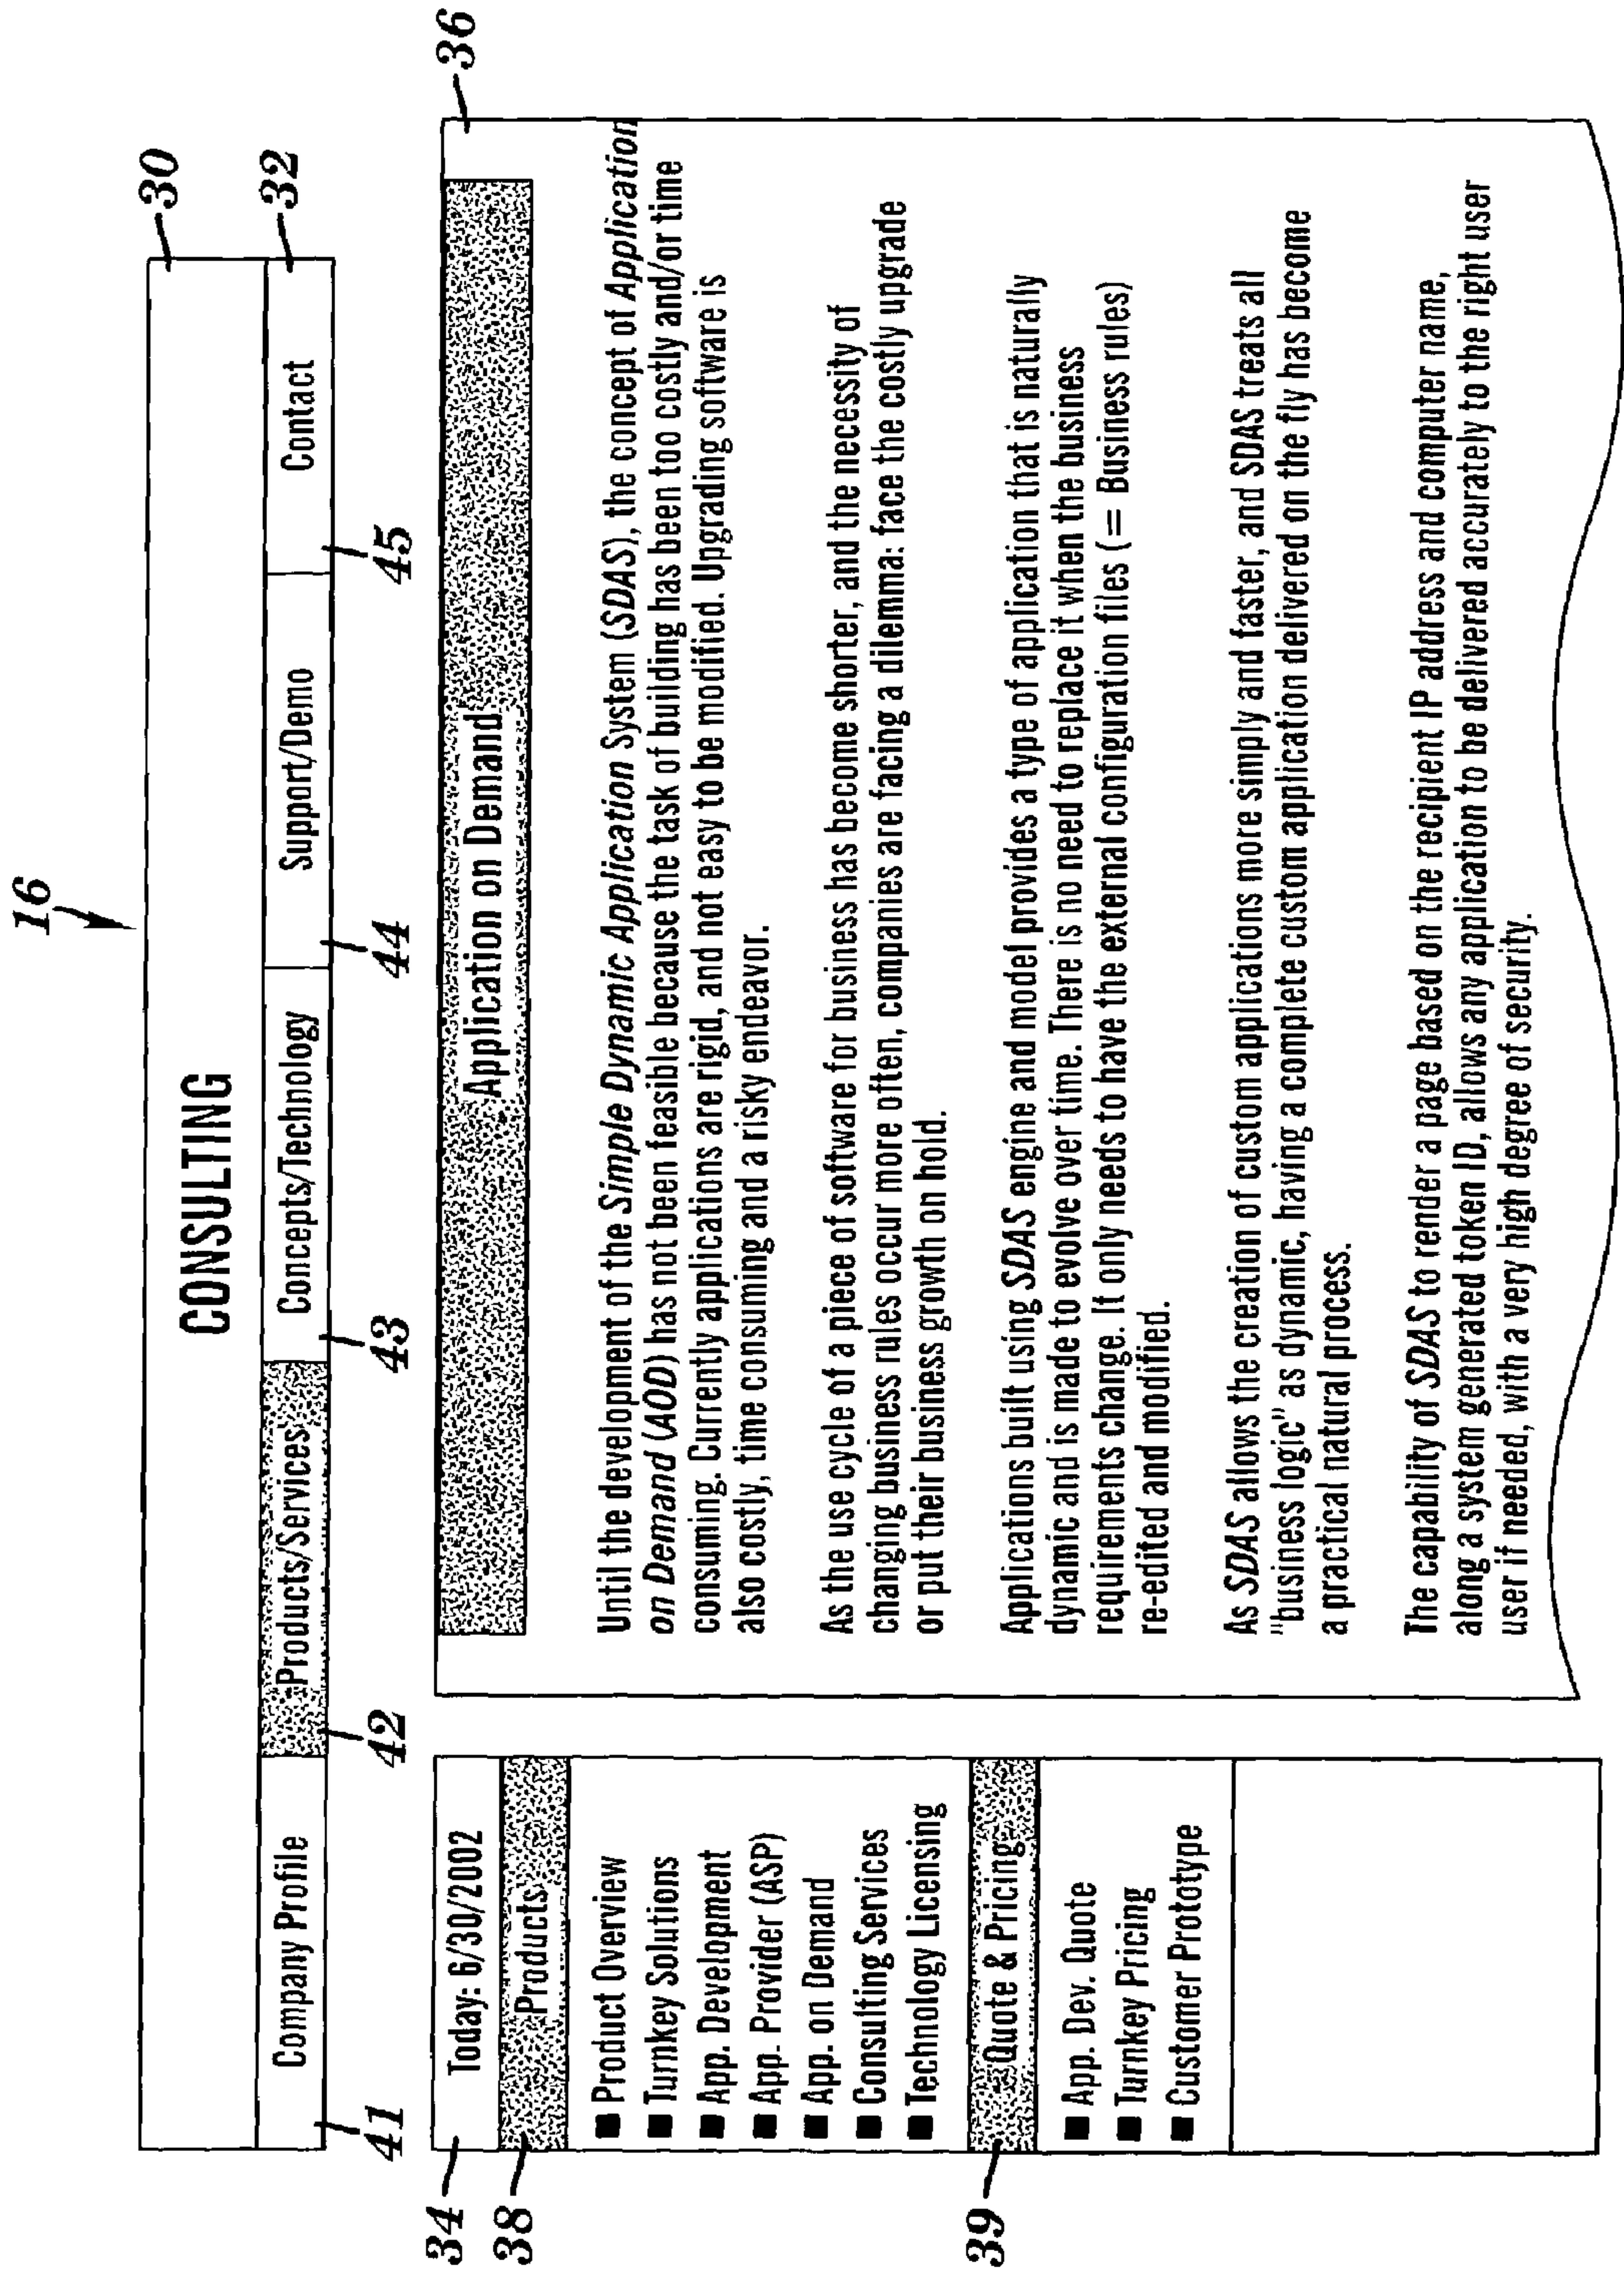 16
CONSULTING
30
Company Profile
Products/Services
Concepts/Technology
Support/Demo
Contact
32
41
42
43
44
45
34
Today: 6/30/2002
38
Products
■ Product Overview
■ Turnkey Solutions
■ App. Development
■ App. Provider (ASP)
■ App. on Demand
■ Consulting Services
■ Technology Licensing
39
Quote & Pricing
■ App. Dev. Quote
■ Turnkey Pricing
■ Customer Prototype
36
Application on Demand
Until the development of the Simple Dynamic Application System (SDAS), the concept of Application
on Demand (AOD) has not been feasible because the task of building has been too costly and/or time
consuming. Currently applications are rigid, and not easy to be modified. Upgrading software is
also costly, time consuming and a risky endeavor.
As the use cycle of a piece of software for business has become shorter, and the necessity of
changing business rules occur more often, companies are facing a dilemma: face the costly upgrade
or put their business growth on hold.
Applications built using SDAS engine and model provides a type of application that is naturally
dynamic and is made to evolve over time. There is no need to replace it when the business
requirements change. It only needs to have the external configuration files (= Business rules)
re-edited and modified.
As SDAS allows the creation of custom applications more simply and faster, and SDAS treats all
"business logic" as dynamic, having a complete custom application delivered on the fly has become
a practical natural process.
The capability of SDAS to render a page based on the recipient IP address and computer name,
along a system generated token ID, allows any application to be delivered accurately to the right user
user if needed, with a very high degree of security.